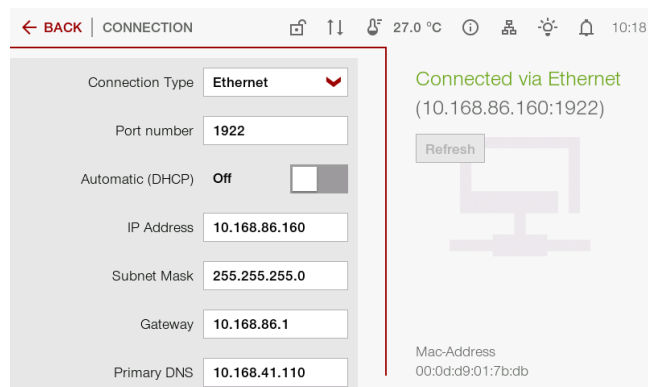 BACK | CONNECTION 27.0 °C 10:18
Connection Type Ethernet
Port number 1922
Automatic (DHCP) Off
IP Address 10.168.86.160
Subnet Mask 255.255.255.0
Gateway 10.168.86.1
Primary DNS 10.168.41.110
Connected via Ethernet
(10.168.86.160:1922)
Refresh
Mac-Address
00:0d:d9:01:7b:db